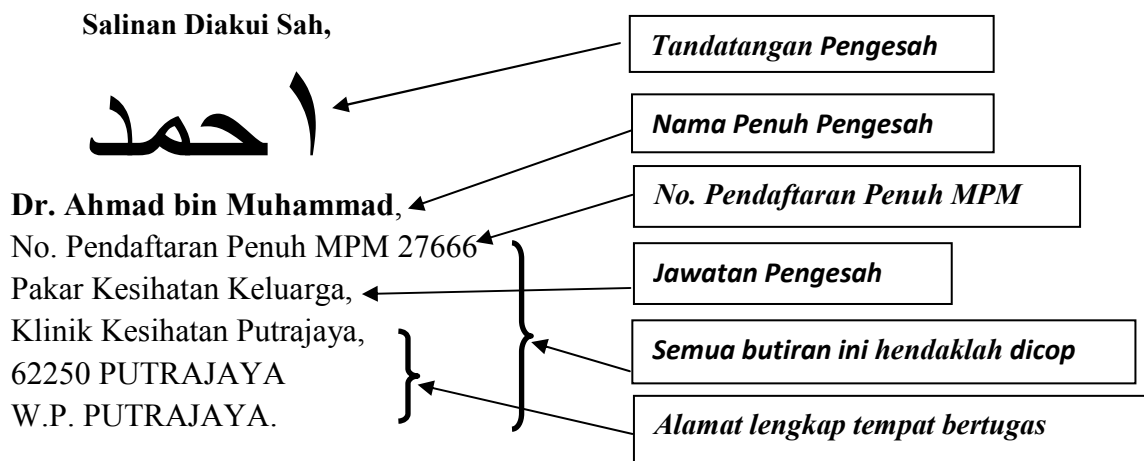 Salinan Diakui Sah,
Tandatangan Pengesah
احمد
Nama Penuh Pengesah
Dr. Ahmad bin Muhammad,
No. Pendaftaran Penuh MPM
No. Pendaftaran Penuh MPM 27666
Pakar Kesihatan Keluarga,
Jawatan Pengesah
Klinik Kesihatan Putrajaya,
Semua butiran ini hendaklah dicop
62250 PUTRAJAYA
W.P. PUTRAJAYA.
Alamat lengkap tempat bertugas